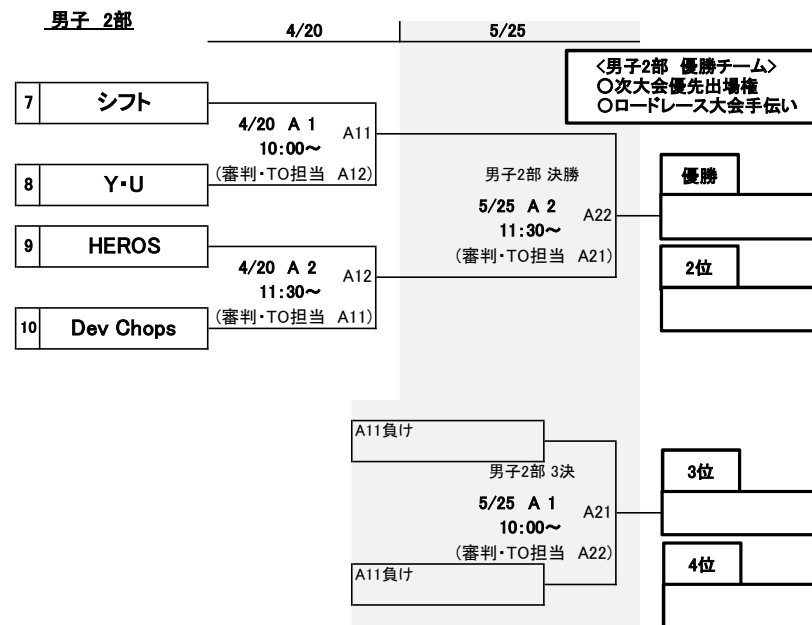 男子 2部
4/20
5/25
<男子2部 優勝チーム>
○次大会優先出場権
○ロードレース大会手伝い
7 シフト
4/20 A 1
A11
10:00~
(審判・TO担当 A12)
8 Y・U
男子2部 決勝
優勝
5/25 A 2
A22
11:30~
(審判・TO担当 A21)
9 HEROS
4/20 A 2
A12
11:30~
(審判・TO担当 A11)
2位
10 Dev Chops
A11負け
男子2部 3決
3位
5/25 A 1
A21
10:00~
(審判・TO担当 A22)
4位
A11負け